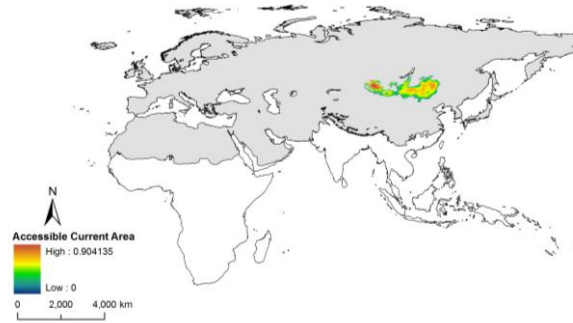 N
Accessible Current Area
High : 0.904135
Low : 0
0 2,000 4,000 km